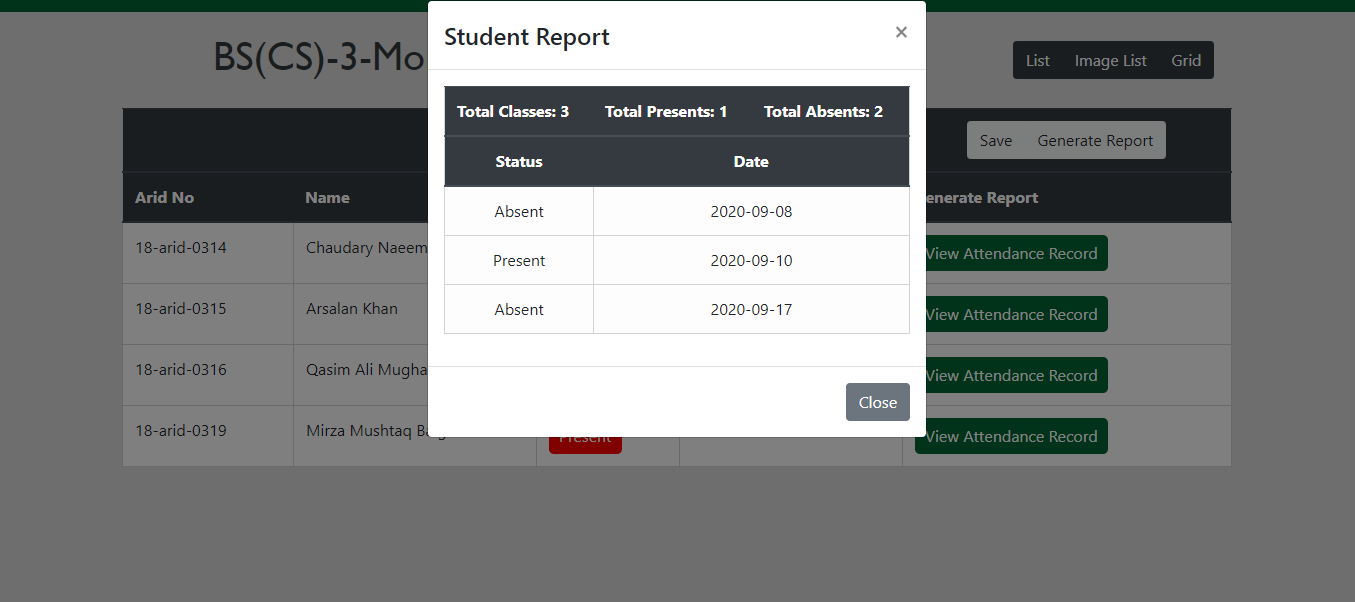 Student Report ×
BS(CS)-3-Mo
List Image List Grid
Total Classes: 3 Total Presents: 1 Total Absents: 2
Save Generate Report
Status Date
Arid No Name enerate Report
Absent 2020-09-08
18-arid-0314 Chaudary Naeem View Attendance Record
Present 2020-09-10
18-arid-0315 Arsalan Khan View Attendance Record
Absent 2020-09-17
18-arid-0316 Qasim Ali Mugha View Attendance Record
Close
18-arid-0319 Mirza Mushtaq Present View Attendance Record